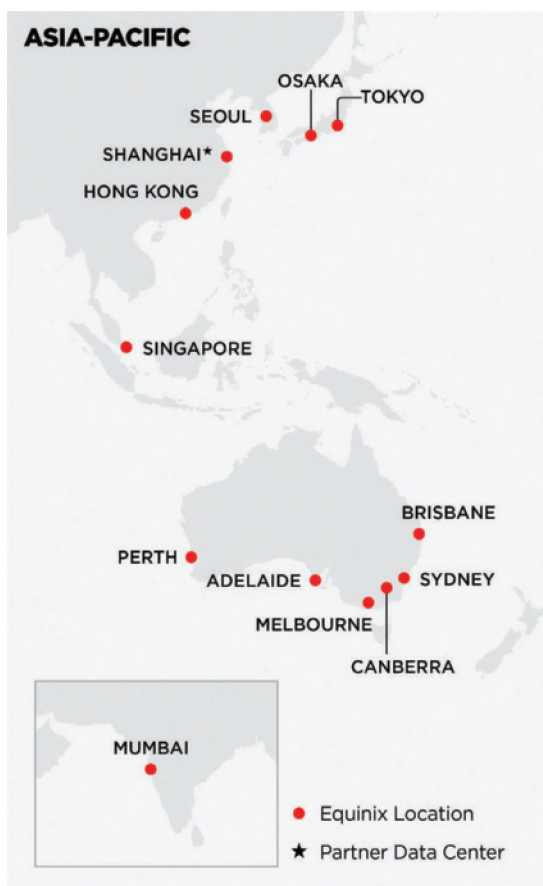 ASIA-PACIFIC
OSAKA
TOKYO
SEOUL
SHANGHAI★
HONG KONG
SINGAPORE
BRISBANE
PERTH
ADELAIDE
SYDNEY
MELBOURNE
CANBERRA
MUMBAI
Equinix Location
★ Partner Data Center